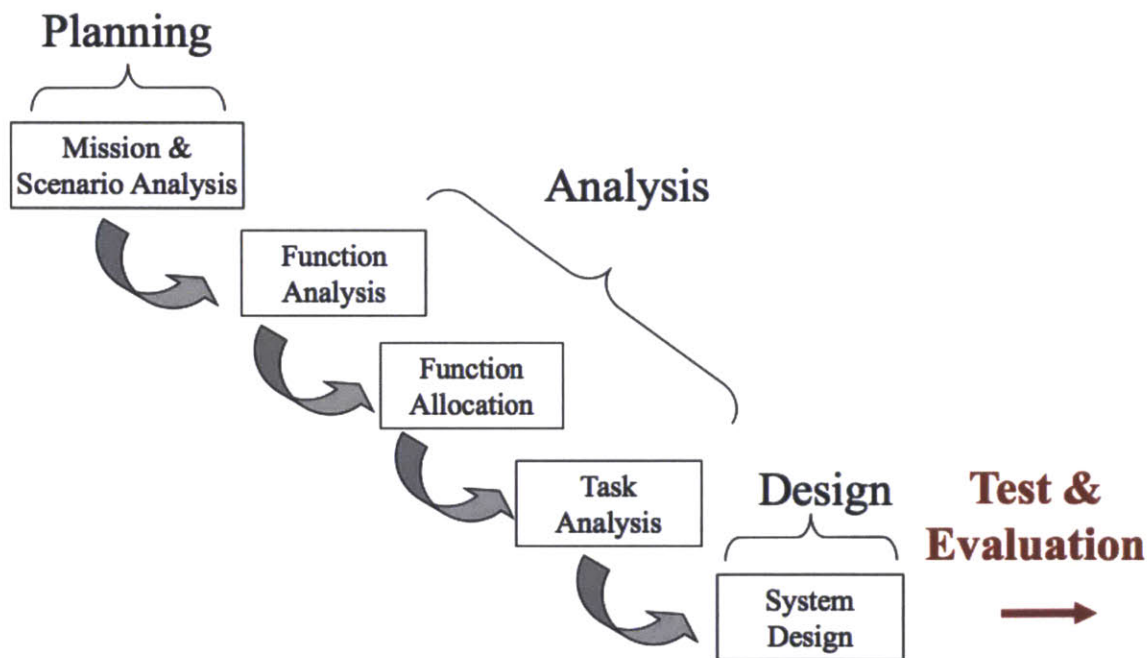 Planning
Mission &
Scenario Analysis
Analysis
Function
Analysis
Function
Allocation
Task
Analysis
Design
System
Design
Test &
Evaluation